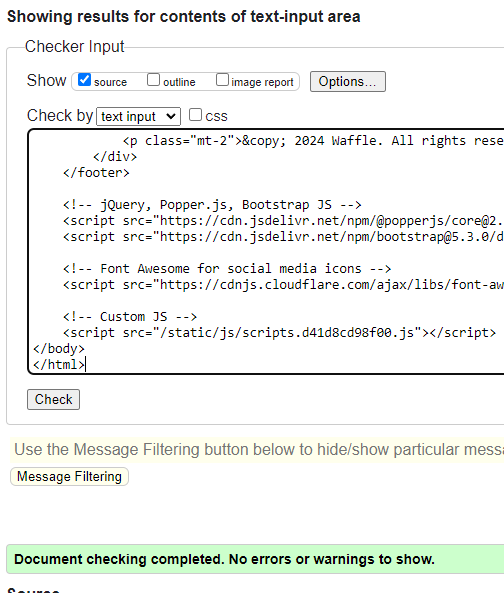 Showing results for contents of text-input area
Checker Input
Show source outline image report Options...
Check by text input css
<p class="mt-2">&copy; 2024 Waffle. All rights
</div>
</footer>
<!-- jQuery, Popper.js, Bootstrap JS -->
<script src="https://cdn.jsdelivr.net/npm/@popperjs/core@2.
<script src="https://cdn.jsdelivr.net/npm/bootstrap@5.3.0/d
<!-- Font Awesome for social media icons -->
<script src="https://cdnjs.cloudflare.com/ajax/libs/font-aw
<!-- Custom JS -->
<script src="/static/js/scripts.d41d8cd98f00.js"></script>
</body>
</html>
Check
Use the Message Filtering button below to hide/show particular
Message Filtering
Document checking completed. No errors or warnings to show.